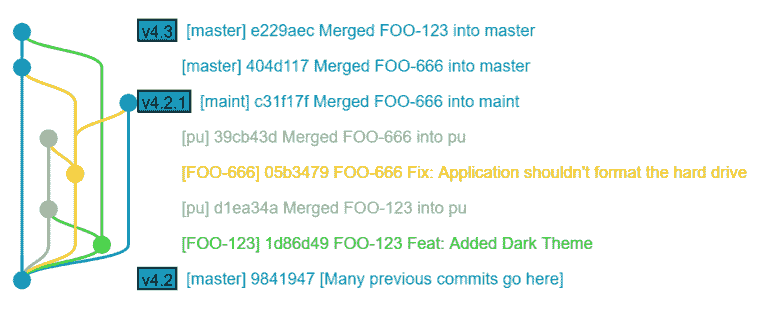 v4.3 [master] e229aec Merged FOO-123 into master
[master] 404d117 Merged FOO-666 into master
v4.2.1 [maint] c31f17f Merged FOO-666 into maint
[pu] 39cb43d Merged FOO-666 into pu
[FOO-666] 05b3479 FOO-666 Fix: Application shouldn't format the hard drive
[pu] d1ea34a Merged FOO-123 into pu
[FOO-123] 1d86d49 FOO-123 Feat: Added Dark Theme
v4.2 [master] 9841947 [Many previous commits go here]